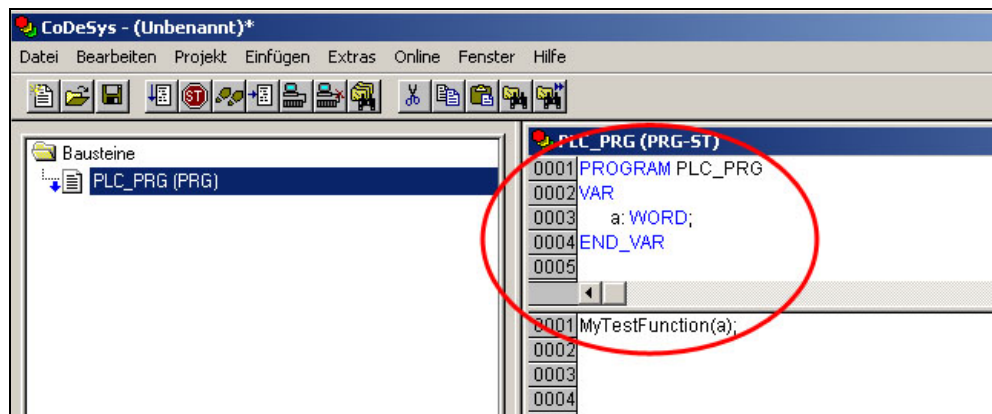 CoDeSys - (Unbenannt)*
Datei Bearbeiten Projekt Einfügen Extras Online Fenster Hilfe
ST
Bausteine
PLC_PRG (PRG)
PLC_PRG (PRG-ST)
0001 PROGRAM PLC_PRG
0002 VAR
0003 a: WORD;
0004 END_VAR
0005
0001 MyTestFunction(a);
0002
0003
0004